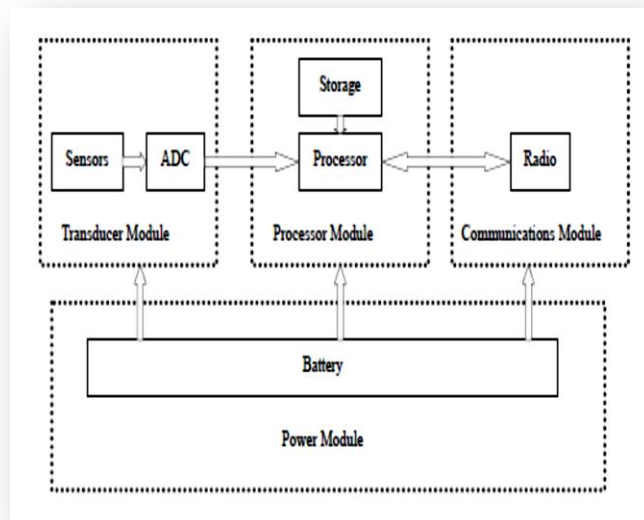 Storage
Sensors
ADC
Processor
Radio
Transducer Module
Processor Module
Communications Module
Battery
Power Module